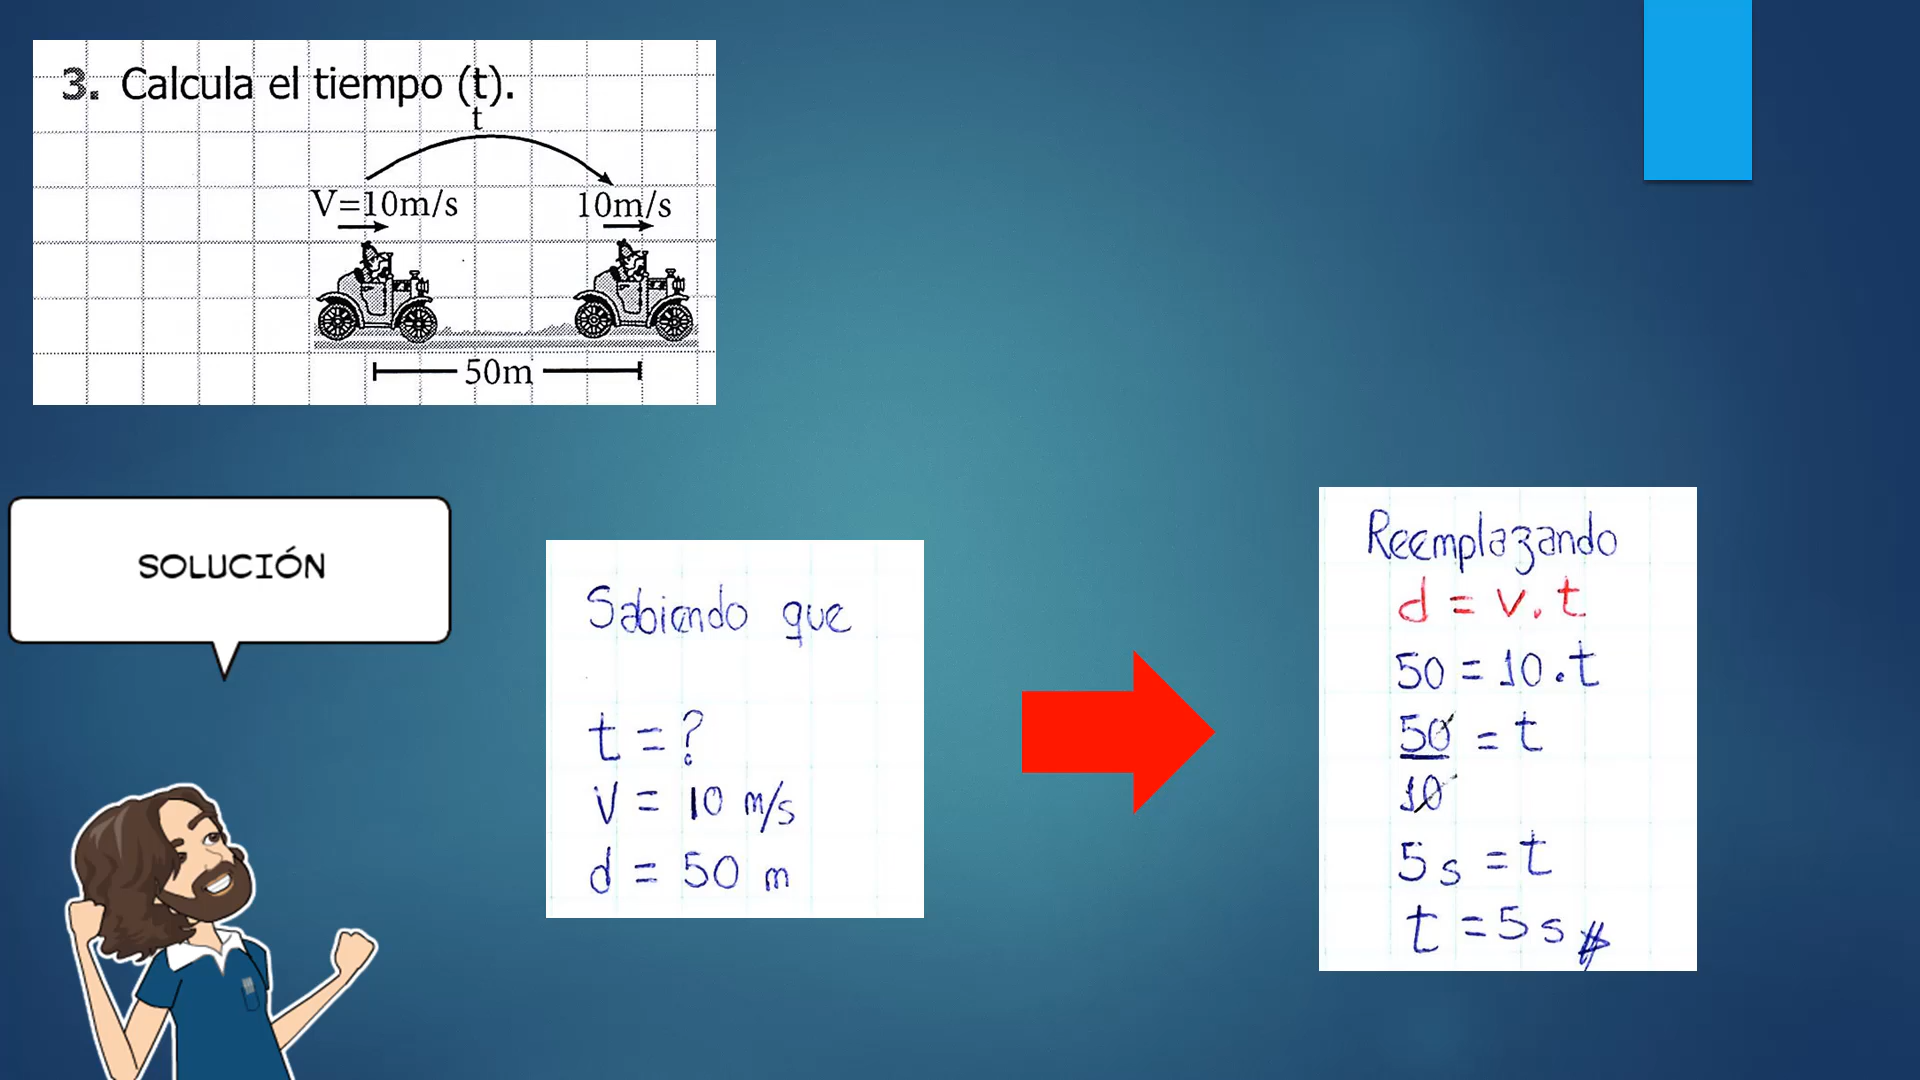 3. Calcula el tiempo (t).
t
V=10m/s 10m/s
50m
SOLUCIÓN
Sabiendo que
t = ?
V = 10 m/s
d = 50 m
Reemplazando
d = v . t
50 = 10 . t
50/10 = t
5 s = t
t = 5 s